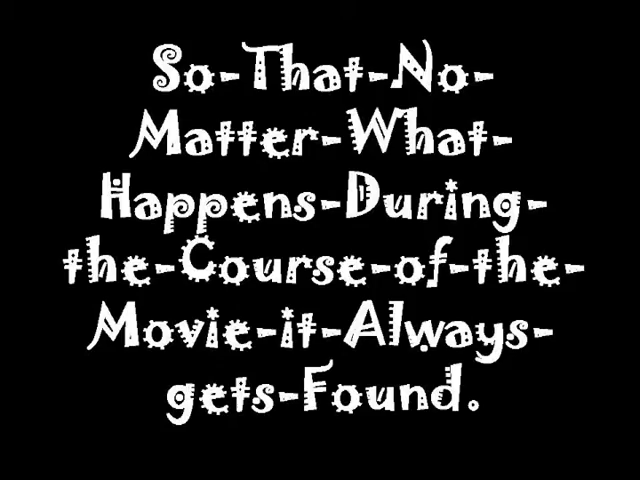 So-That-No-
Matter-What-
Happens-During-
the-Course-of-the-
Movie-it-Always-
gets-Found.